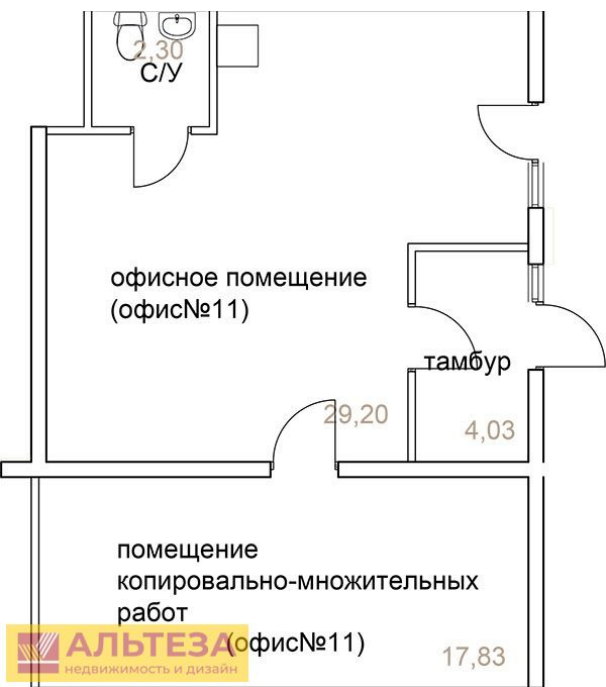 2,30
С/У
офисное помещение
(офис№11)
тамбур
29,20
4,03
помещение
копировально-множительных
работ
(офис№11)
АЛЬТЕЗА
недвижимость и дизайн
17,83